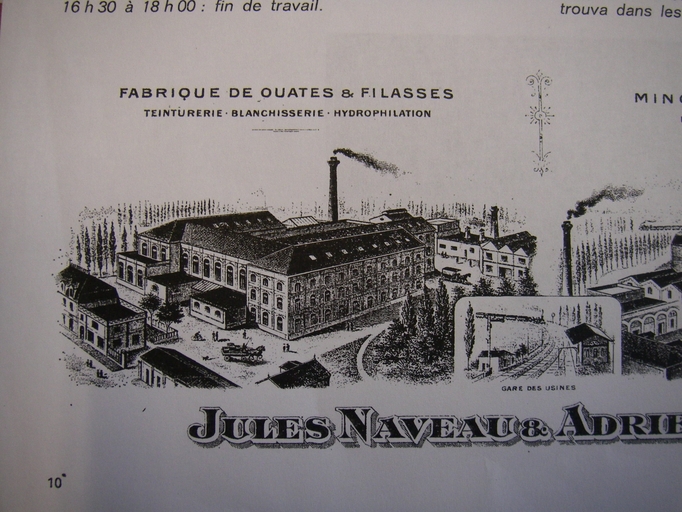 16 h 30 à 18 h 00 : fin de travail.
trouva dans les
FABRIQUE DE OUATES & FILASSES
TEINTURERIE · BLANCHISSERIE · HYDROPHILATION
MINO
GARE DES USINES
JULES NAVEAU & ADRIE
10